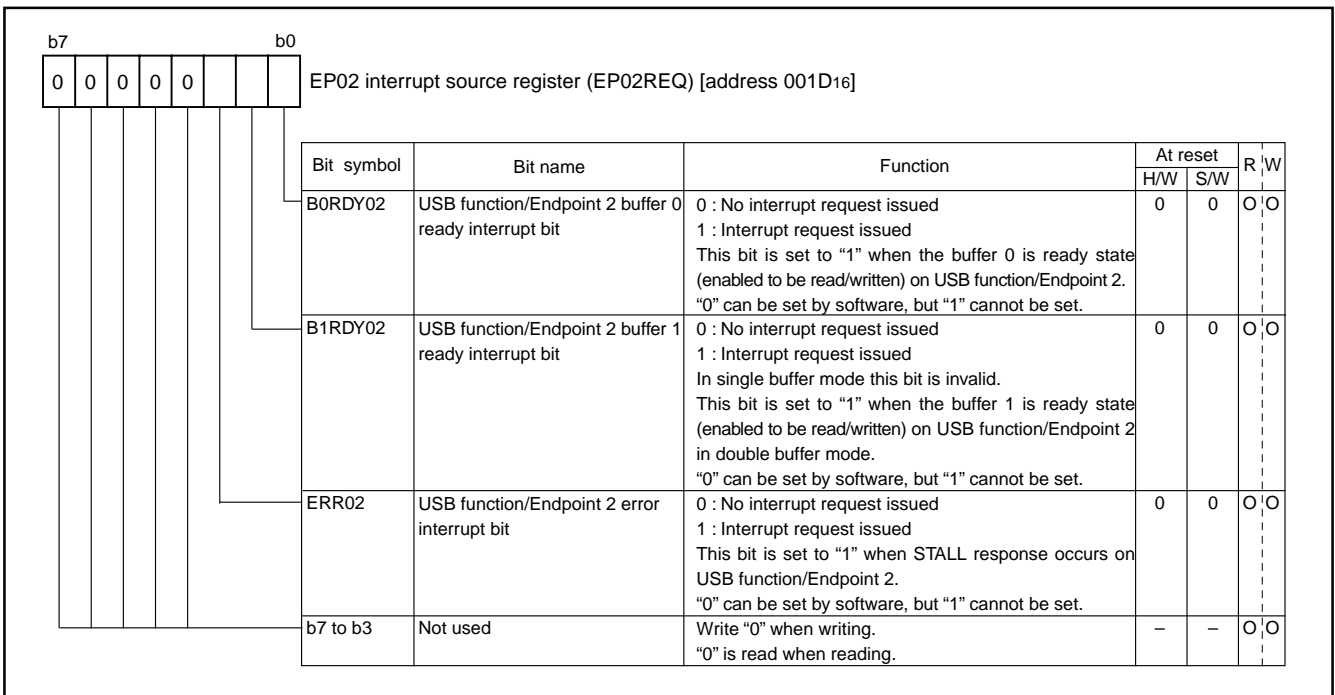 b7 b0
0 0 0 0 0 EP02 interrupt source register (EP02REQ) [address 001D16]
Bit symbol Bit name Function At reset R W
H/W S/W
B0RDY02 USB function/Endpoint 2 buffer 0 0 : No interrupt request issued 0 0 O O
ready interrupt bit 1 : Interrupt request issued
This bit is set to “1” when the buffer 0 is ready state
(enabled to be read/written) on USB function/Endpoint 2.
“0” can be set by software, but “1” cannot be set.
B1RDY02 USB function/Endpoint 2 buffer 1 0 : No interrupt request issued 0 0 O O
ready interrupt bit 1 : Interrupt request issued
In single buffer mode this bit is invalid.
This bit is set to “1” when the buffer 1 is ready state
(enabled to be read/written) on USB function/Endpoint 2
in double buffer mode.
“0” can be set by software, but “1” cannot be set.
ERR02 USB function/Endpoint 2 error 0 : No interrupt request issued 0 0 O O
interrupt bit 1 : Interrupt request issued
This bit is set to “1” when STALL response occurs on
USB function/Endpoint 2.
“0” can be set by software, but “1” cannot be set.
b7 to b3 Not used Write “0” when writing. – – O O
“0” is read when reading.